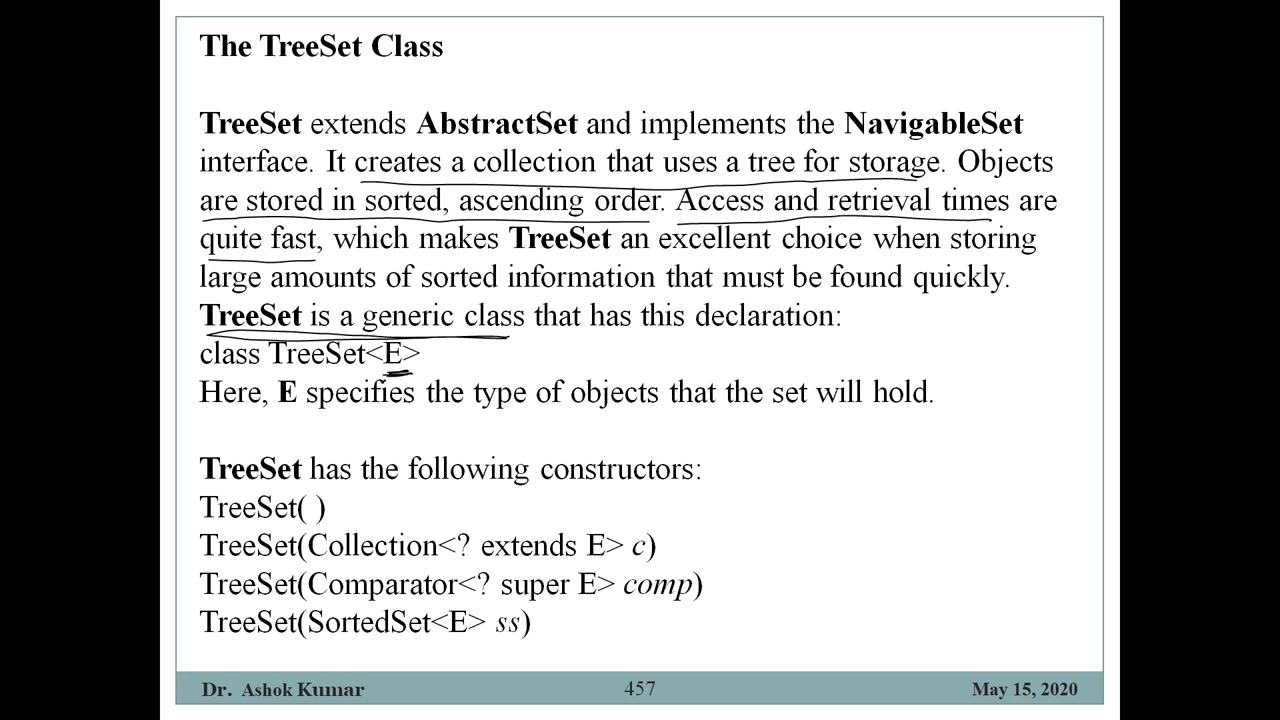 The TreeSet Class
TreeSet extends AbstractSet and implements the NavigableSet
interface. It creates a collection that uses a tree for storage. Objects
are stored in sorted, ascending order. Access and retrieval times are
quite fast, which makes TreeSet an excellent choice when storing
large amounts of sorted information that must be found quickly.
TreeSet is a generic class that has this declaration:
class TreeSet<E>
Here, E specifies the type of objects that the set will hold.
TreeSet has the following constructors:
TreeSet( )
TreeSet(Collection<? extends E> c)
TreeSet(Comparator<? super E> comp)
TreeSet(SortedSet<E> ss)
Dr. Ashok Kumar 457 May 15, 2020